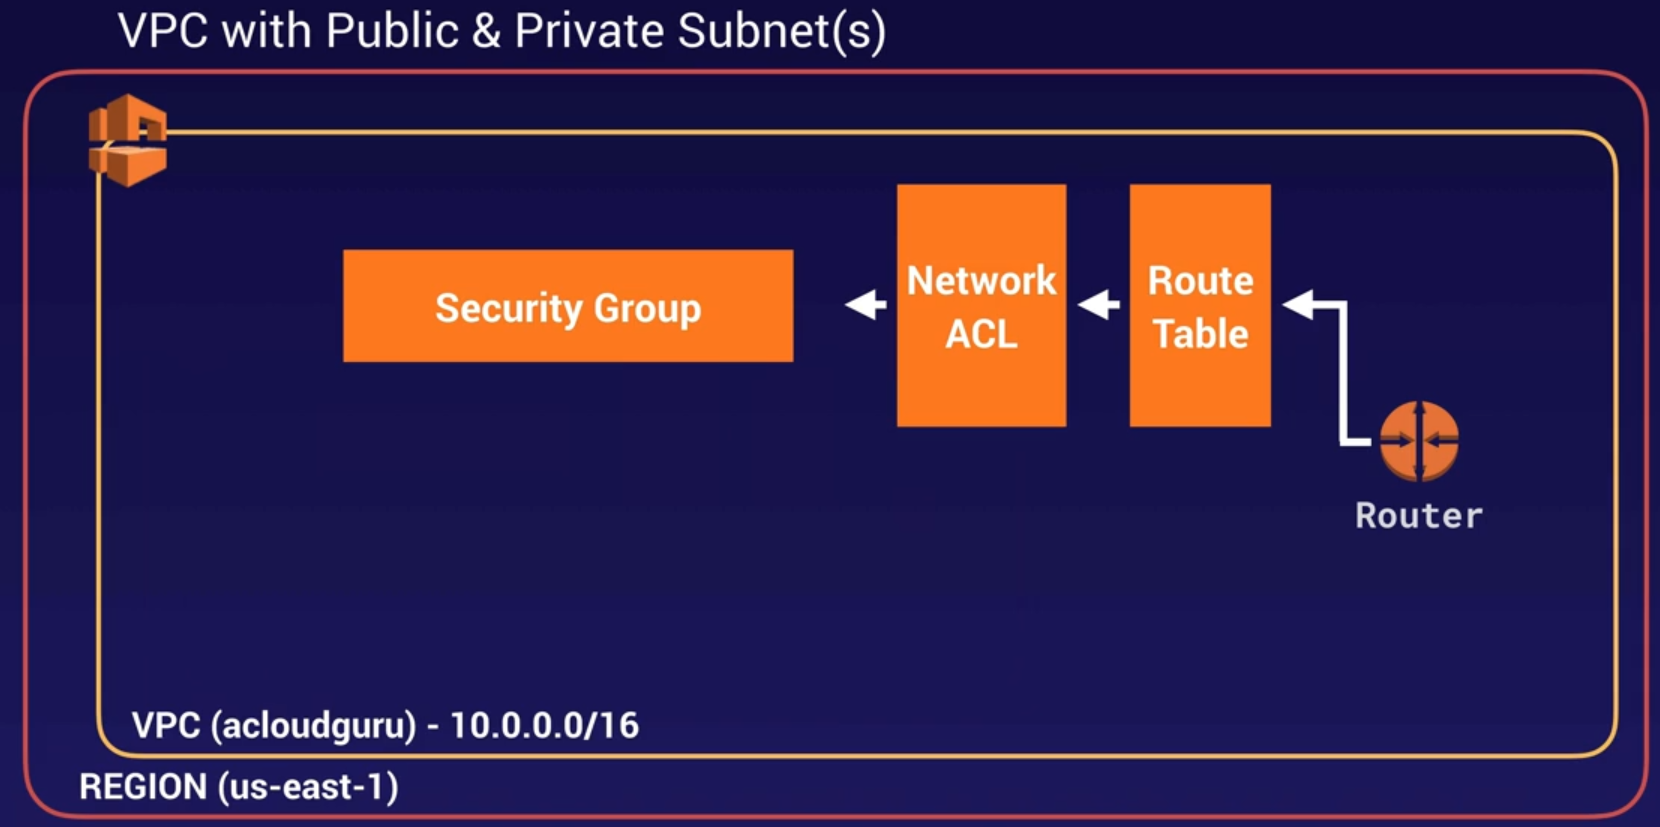 VPC with Public & Private Subnet(s)
Security Group
Network
ACL
Route
Table
Router
VPC (acloudguru) - 10.0.0.0/16
REGION (us-east-1)